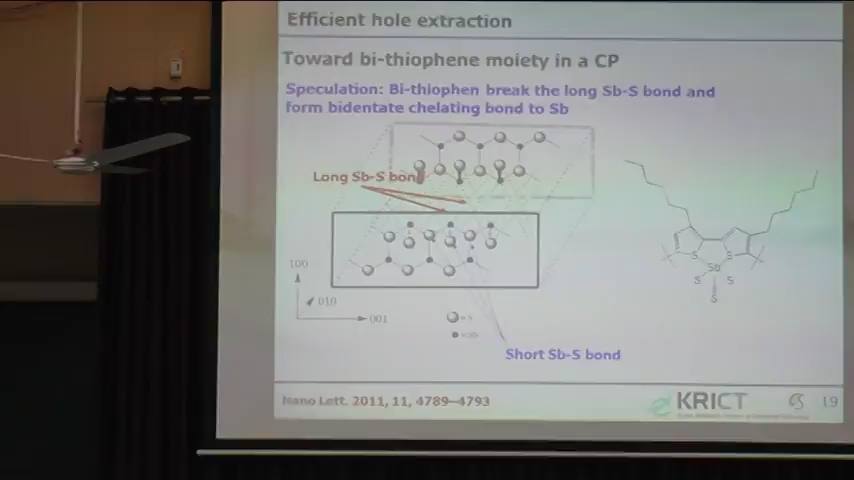 Efficient hole extraction
Toward bi-thiophene moiety in a CP
Speculation: Bi-thiophen break the long Sb-S bond and
form bidentate chelating bond to Sb
Long Sb-S bond
100
010
001
Short Sb-S bond
S
S
Sb
S
S
S
Nano Lett. 2011, 11, 4789–4793
KRICT
19